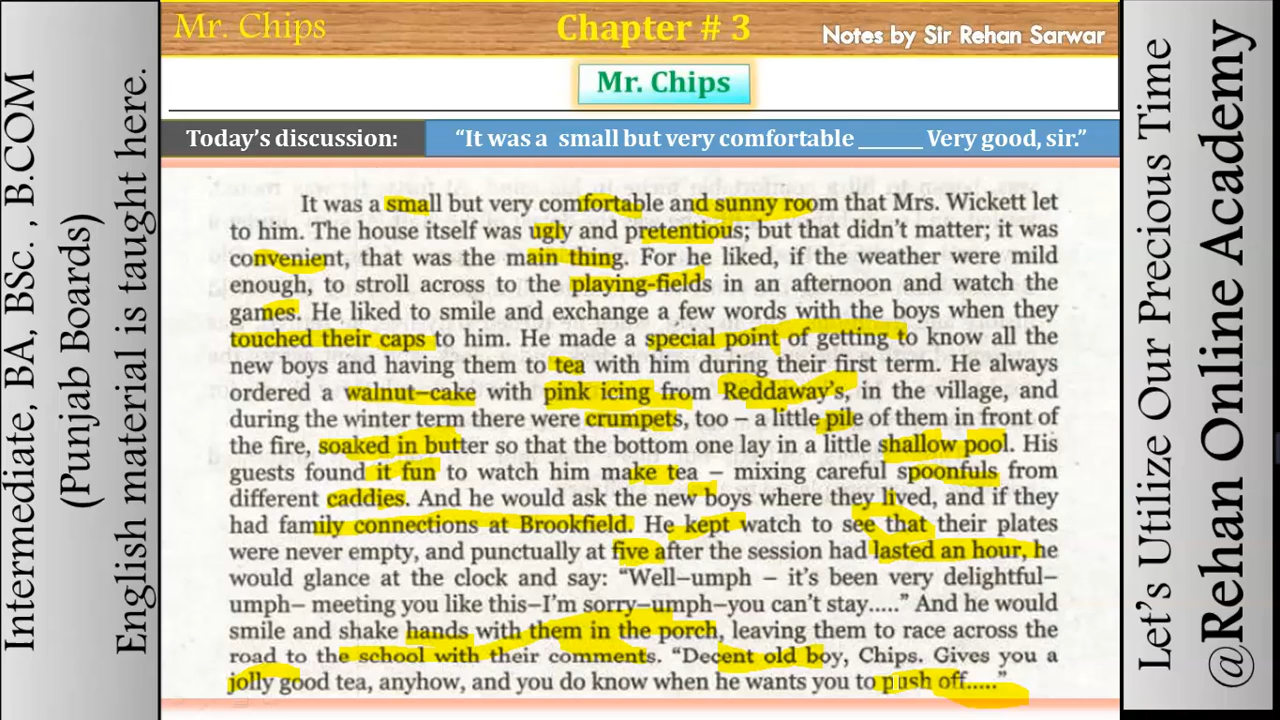 Mr. Chips
Chapter # 3
Notes by Sir Rehan Sarwar
Mr. Chips
Today's discussion:
“It was a small but very comfortable ______ Very good, sir.”
It was a small but very comfortable and sunny room that Mrs. Wickett let
to him. The house itself was ugly and pretentious; but that didn't matter; it was
convenient, that was the main thing. For he liked, if the weather were mild
enough, to stroll across to the playing-fields in an afternoon and watch the
games. He liked to smile and exchange a few words with the boys when they
touched their caps to him. He made a special point of getting to know all the
new boys and having them to tea with him during their first term. He always
ordered a walnut–cake with pink icing from Reddaway's, in the village, and
during the winter term there were crumpets, too – a little pile of them in front of
the fire, soaked in butter so that the bottom one lay in a little shallow pool. His
guests found it fun to watch him make tea – mixing careful spoonfuls from
different caddies. And he would ask the new boys where they lived, and if they
had family connections at Brookfield. He kept watch to see that their plates
were never empty, and punctually at five after the session had lasted an hour, he
would glance at the clock and say: “Well–umph – it's been very delightful–
umph– meeting you like this–I'm sorry–umph–you can't stay.....” And he would
smile and shake hands with them in the porch, leaving them to race across the
road to the school with their comments. “Decent old boy, Chips. Gives you a
jolly good tea, anyhow, and you do know when he wants you to push off.....”
Intermediate, BA, BSc. , B.COM
(Punjab Boards)
English material is taught here.
Let's Utilize Our Precious Time
@Rehan Online Academy